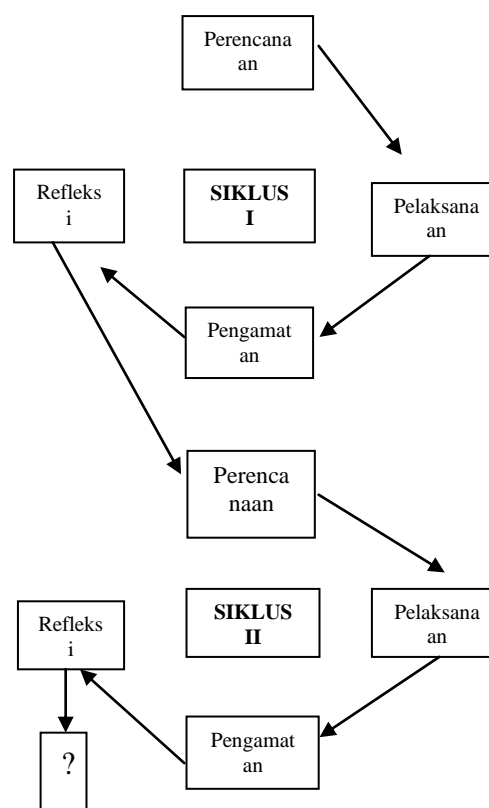 Perencana
an
Refleks
i
SIKLUS
I
Pelaksana
an
Pengamat
an
Perenca
naan
Refleks
i
SIKLUS
II
Pelaksana
an
Pengamat
an
?